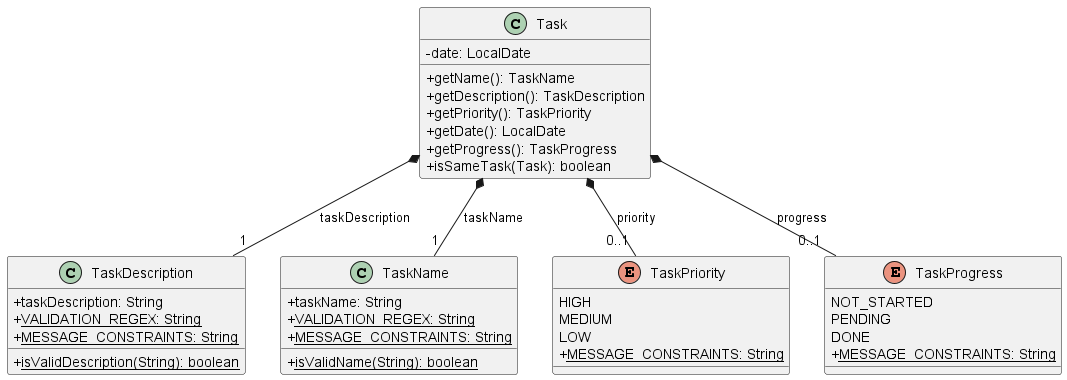 C Task
-date: LocalDate
+getName(): TaskName
+getDescription(): TaskDescription
+getPriority(): TaskPriority
+getDate(): LocalDate
+getProgress(): TaskProgress
+isSameTask(Task): boolean
taskDescription
taskName
priority
progress
1
1
0..1
0..1
C TaskDescription
+taskDescription: String
+VALIDATION_REGEX: String
+MESSAGE_CONSTRAINTS: String
+isValidDescription(String): boolean
C TaskName
+taskName: String
+VALIDATION_REGEX: String
+MESSAGE_CONSTRAINTS: String
+isValidName(String): boolean
E TaskPriority
HIGH
MEDIUM
LOW
+MESSAGE_CONSTRAINTS: String
E TaskProgress
NOT_STARTED
PENDING
DONE
+MESSAGE_CONSTRAINTS: String